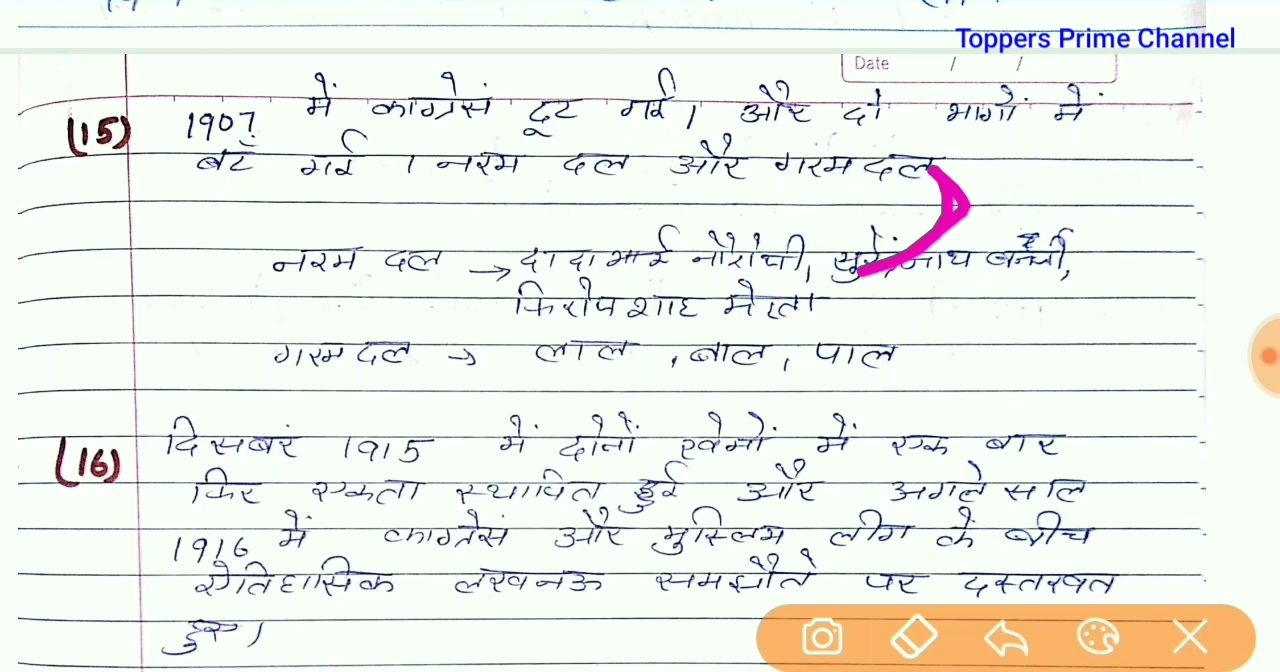 Toppers Prime Channel
Date / /
(15) 1907 में कांग्रेस टूट गई। और दो भागों में
बँट गई। नरम दल और गरम दल
नरम दल → दादाभाई नौरोजी, सुरेंद्रनाथ बनर्जी,
फिरोजशाह मेहता
गरम दल → लाल, बाल, पाल
(16) दिसबंर 1915 में दोनों खेमों में एक बार
फिर एकता स्थापित हुई और अगले साल
1916 में कांग्रेस और मुस्लिम लीग के बीच
ऐतिहासिक लखनऊ समझौते पर दस्तखत
हुए।